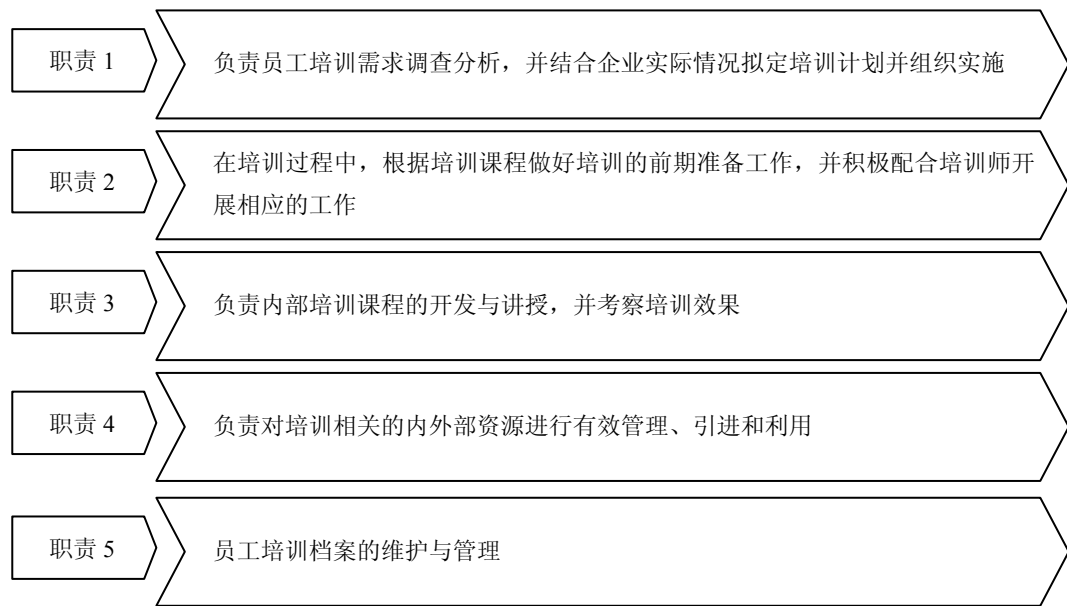 职责 1
负责员工培训需求调查分析，并结合企业实际情况拟定培训计划并组织实施
职责 2
在培训过程中，根据培训课程做好培训的前期准备工作，并积极配合培训师开
展相应的工作
职责 3
负责内部培训课程的开发与讲授，并考察培训效果
职责 4
负责对培训相关的内外部资源进行有效管理、引进和利用
职责 5
员工培训档案的维护与管理